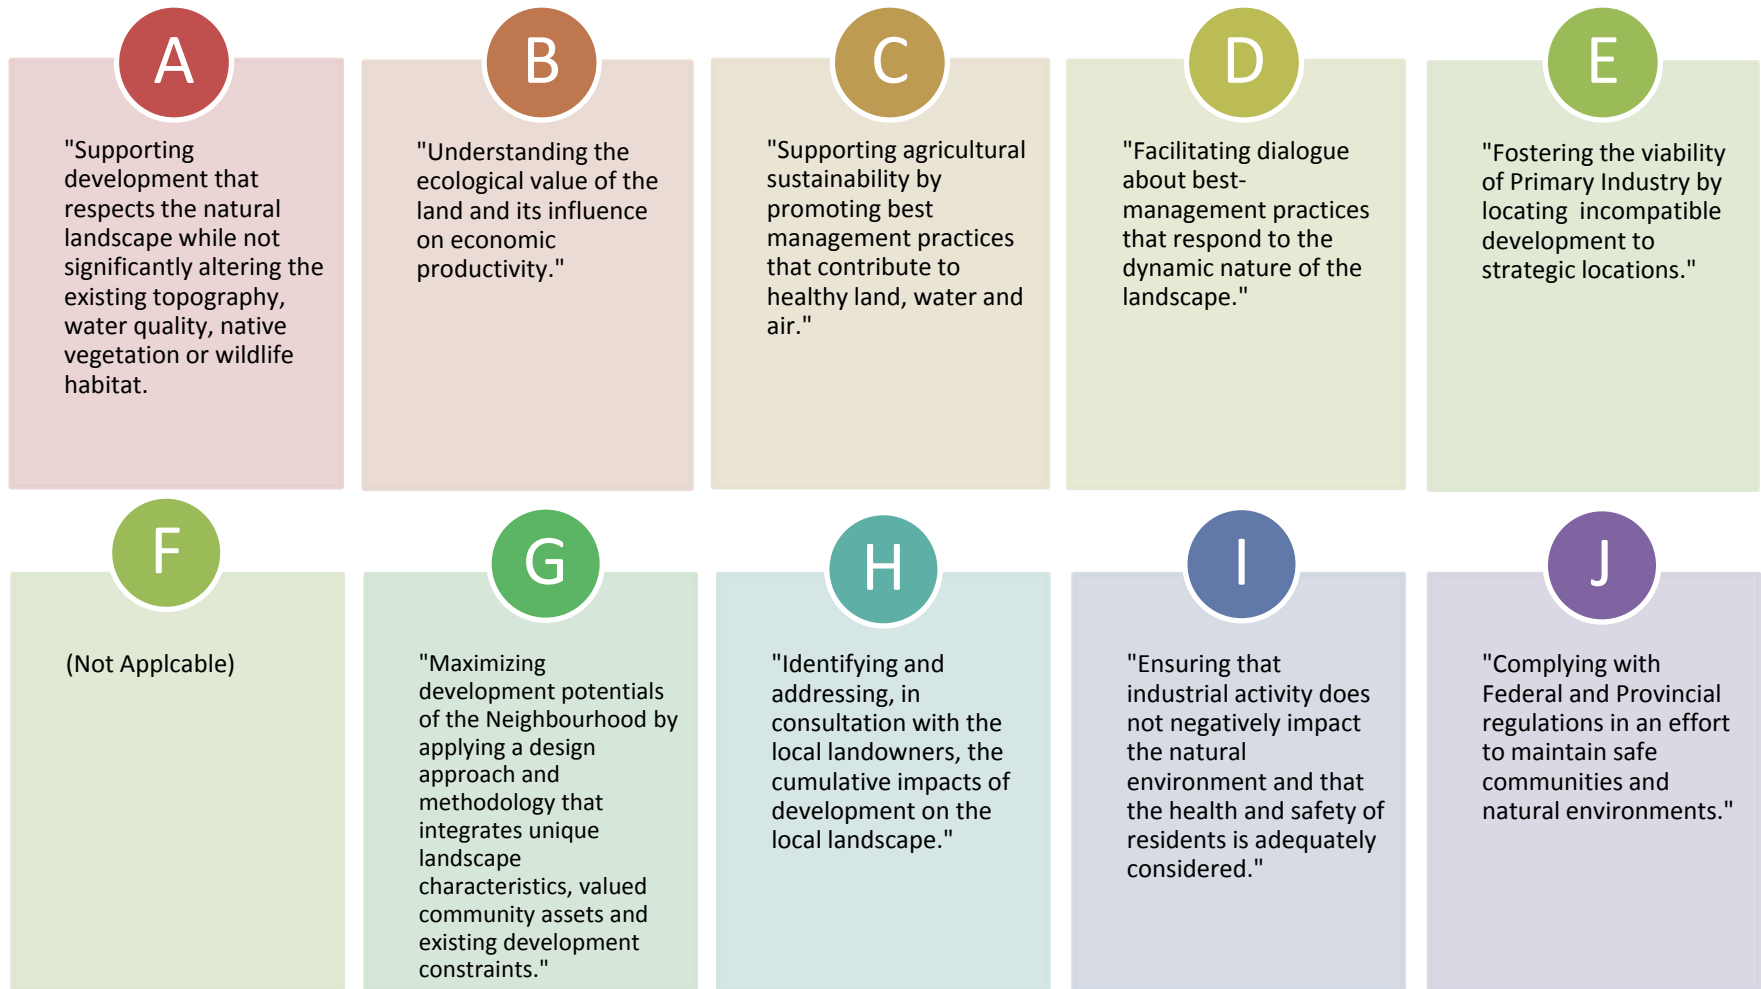 A
"Supporting
development that
respects the natural
landscape while not
significantly altering the
existing topography,
water quality, native
vegetation or wildlife
habitat.
B
"Understanding the
ecological value of the
land and its influence
on economic
productivity."
C
"Supporting agricultural
sustainability by
promoting best
management practices
that contribute to
healthy land, water and
air."
D
"Facilitating dialogue
about best-
management practices
that respond to the
dynamic nature of the
landscape."
E
"Fostering the viability
of Primary Industry by
locating  incompatible
development to
strategic locations."
F
(Not Applcable)
G
"Maximizing
development potentials
of the Neighbourhood by
applying a design
approach and
methodology that
integrates unique
landscape
characteristics, valued
community assets and
existing development
constraints."
H
"Identifying and
addressing, in
consultation with the
local landowners, the
cumulative impacts of
development on the
local landscape."
I
"Ensuring that
industrial activity does
not negatively impact
the natural
environment and that
the health and safety of
residents is adequately
considered."
J
"Complying with
Federal and Provincial
regulations in an effort
to maintain safe
communities and
natural environments."